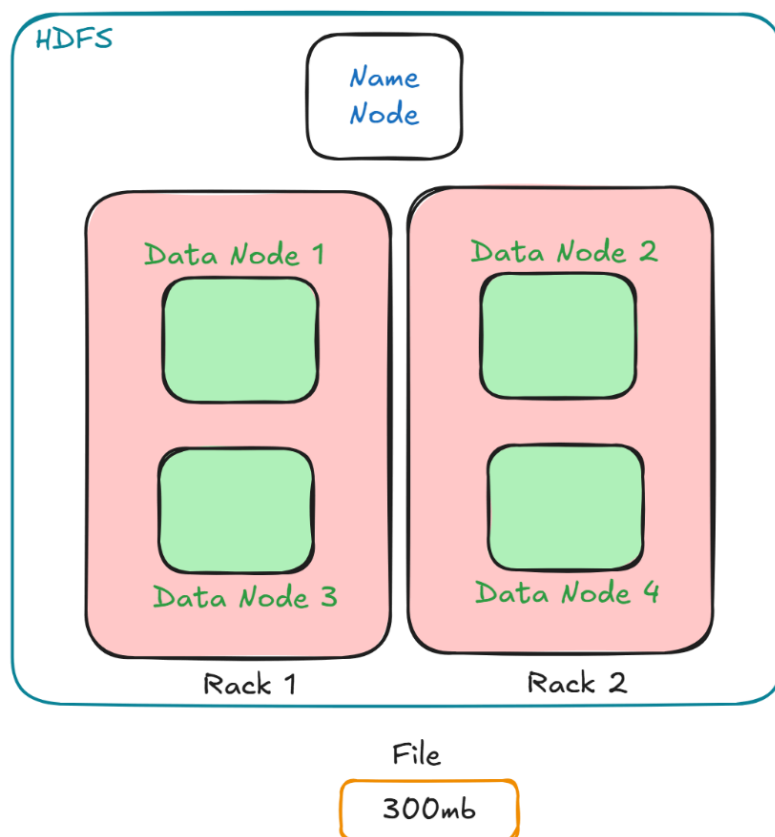 HDFS
Name
Node
Data Node 1
Data Node 2
Data Node 3
Data Node 4
Rack 1
Rack 2
File
300mb